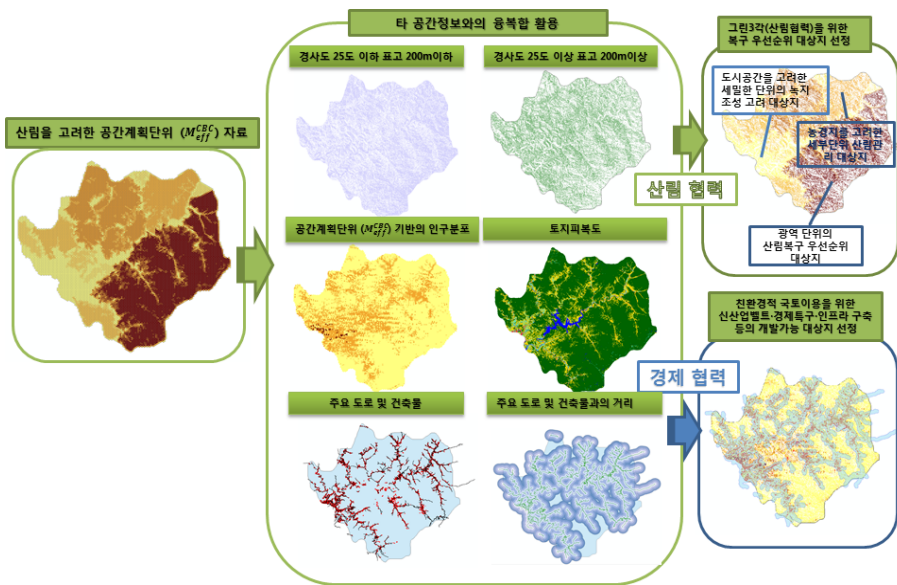 타 공간정보와의 융복합 활용
그린3각(산림협력)을 위한
복구 우선순위 대상지 선정
경사도 25도 이하 표고 200m이하
경사도 25도 이상 표고 200m이상
도시공간을 고려한
세밀한 단위의 녹지
조성 고려 대상지
산림을 고려한 공간계획단위 (M_eff^CBC) 자료
농경지를 고려한
세부단위 산림관
리 대상지
산림 협력
광역 단위의
산림복구 우선순위
대상지
공간계획단위 (M_eff^CBC) 기반의 인구분포
토지피복도
친환경적 국토이용을 위한
신산업벨트·경제특구·인프라 구축
등의 개발가능 대상지 선정
경제 협력
주요 도로 및 건축물
주요 도로 및 건축물과의 거리